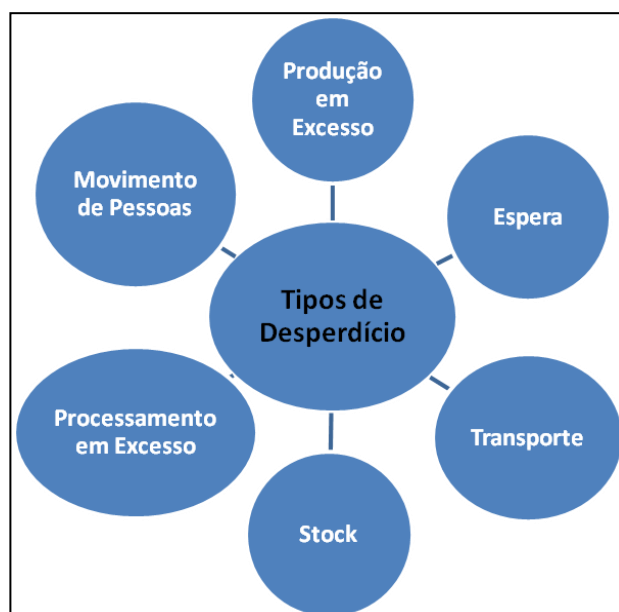 Produção
em
Excesso
Movimento
de Pessoas
Espera
Tipos de
Desperdício
Processamento
em Excesso
Transporte
Stock